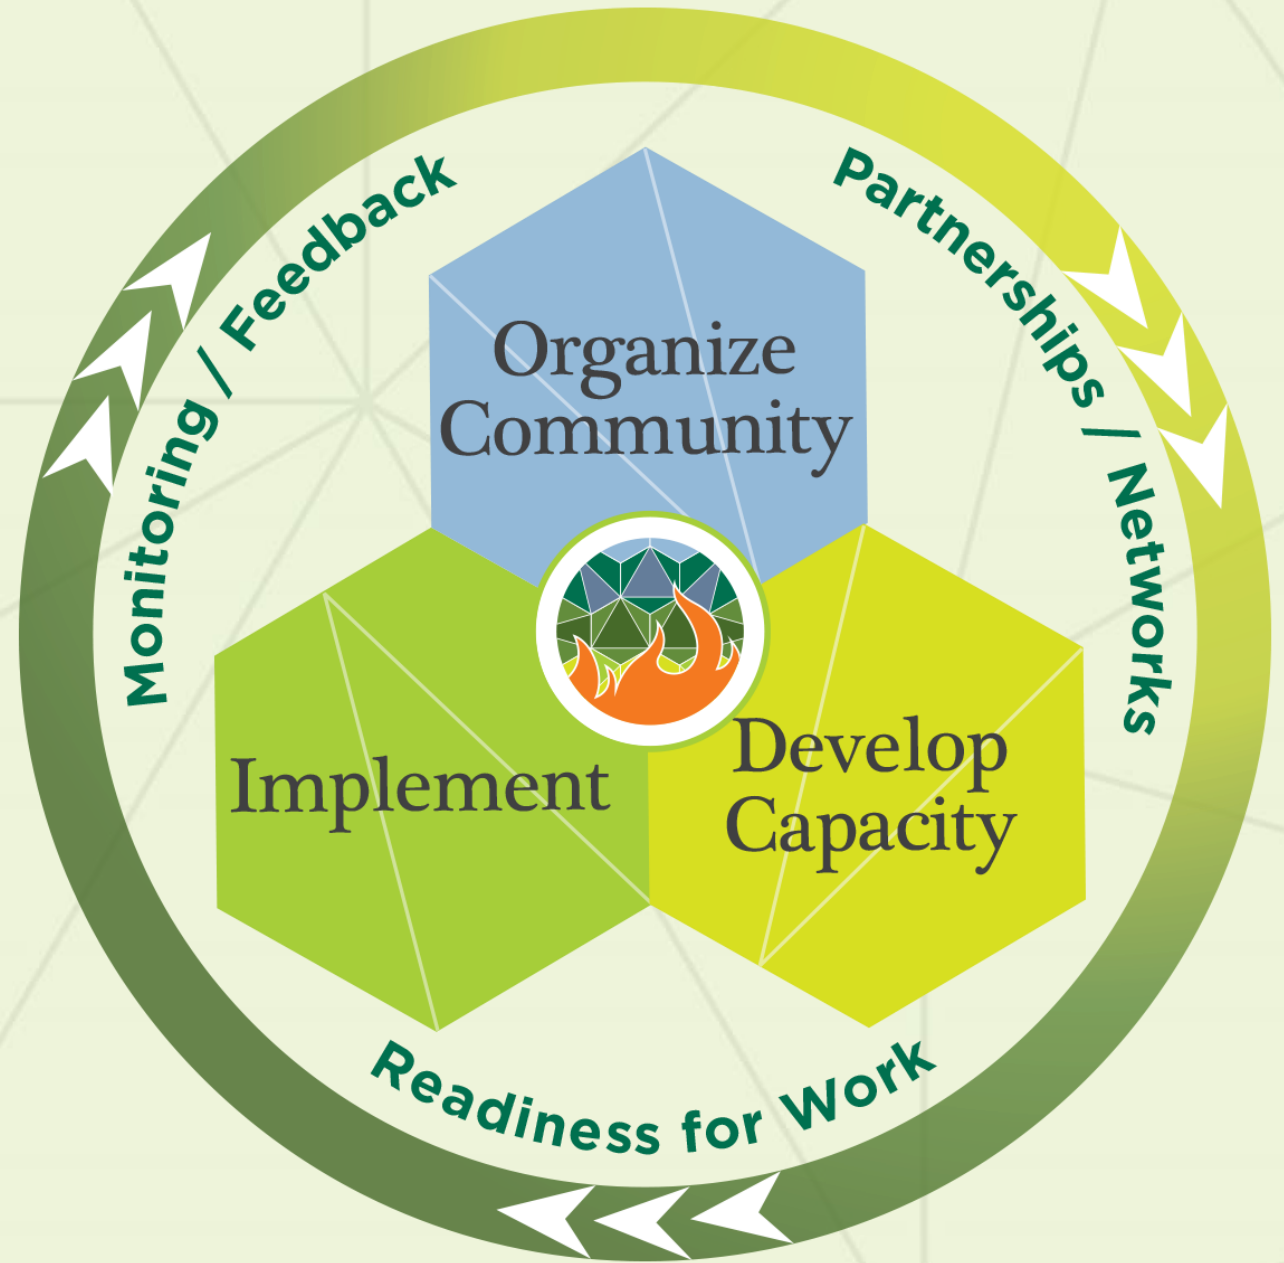 Monitoring / Feedback
Partnerships / Networks
Organize
Community
Implement
Develop
Capacity
Readiness for Work